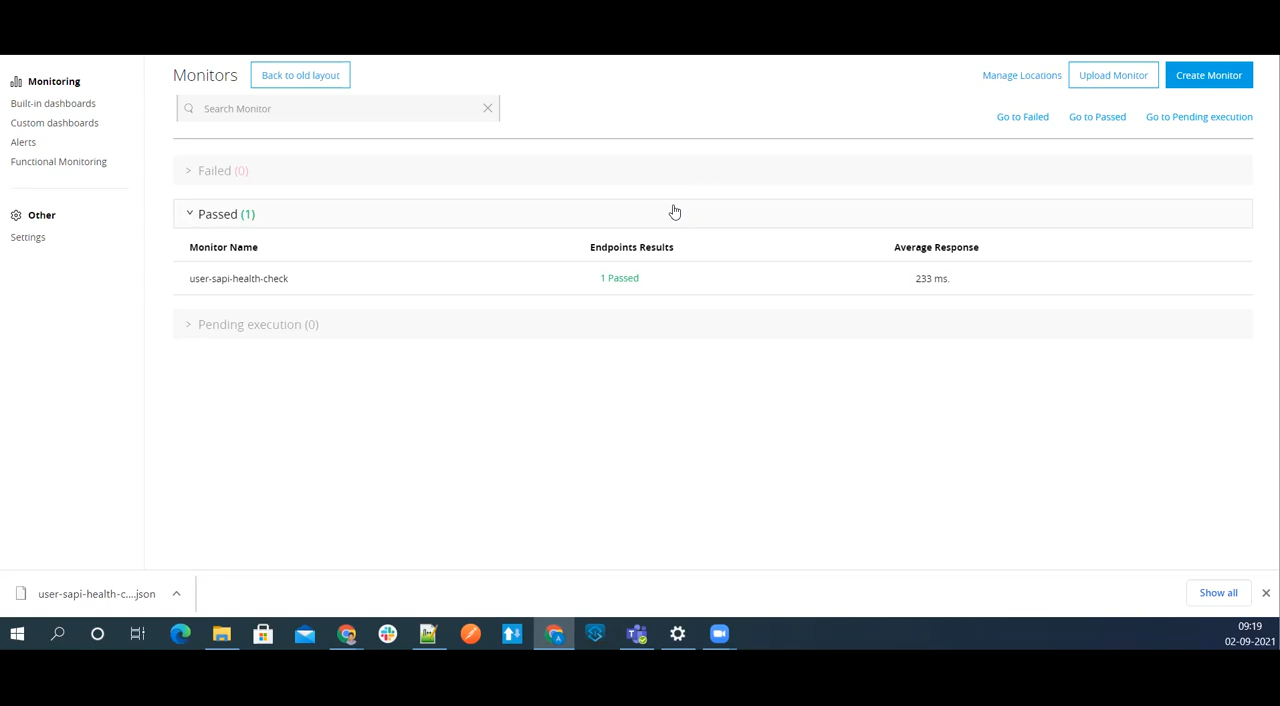 Monitoring
Built-in dashboards
Custom dashboards
Alerts
Functional Monitoring
Other
Settings
Monitors
Back to old layout
Manage Locations
Upload Monitor
Create Monitor
Search Monitor
Go to Failed
Go to Passed
Go to Pending execution
Failed (0)
Passed (1)
Monitor Name Endpoints Results Average Response
user-sapi-health-check 1 Passed 233 ms.
Pending execution (0)
user-sapi-health-c....json
Show all
09:19
02-09-2021